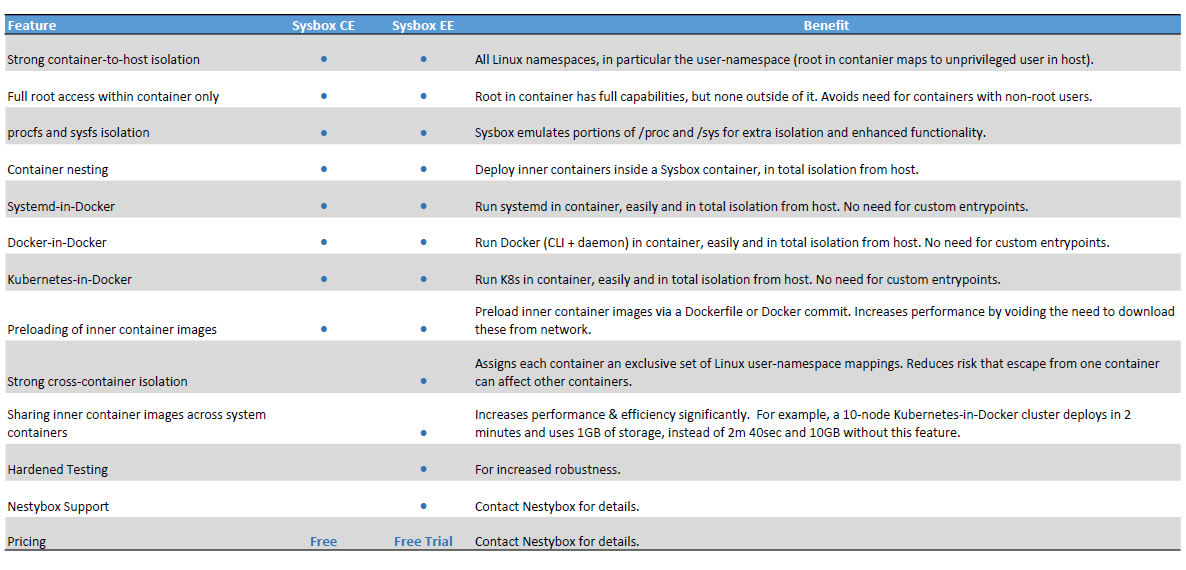 Feature Sysbox CE Sysbox EE Benefit
Strong container-to-host isolation • • All Linux namespaces, in particular the user-namespace (root in contanier maps to unprivileged user in host).
Full root access within container only • • Root in container has full capabilities, but none outside of it. Avoids need for containers with non-root users.
procfs and sysfs isolation • • Sysbox emulates portions of /proc and /sys for extra isolation and enhanced functionality.
Container nesting • • Deploy inner containers inside a Sysbox container, in total isolation from host.
Systemd-in-Docker • • Run systemd in container, easily and in total isolation from host. No need for custom entrypoints.
Docker-in-Docker • • Run Docker (CLI + daemon) in container, easily and in total isolation from host. No need for custom entrypoints.
Kubernetes-in-Docker • • Run K8s in container, easily and in total isolation from host. No need for custom entrypoints.
Preloading of inner container images • • Preload inner container images via a Dockerfile or Docker commit. Increases performance by voiding the need to download
these from network.
Strong cross-container isolation • Assigns each container an exclusive set of Linux user-namespace mappings. Reduces risk that escape from one container
can affect other containers.
Sharing inner container images across system
containers • Increases performance & efficiency significantly. For example, a 10-node Kubernetes-in-Docker cluster deploys in 2
minutes and uses 1GB of storage, instead of 2m 40sec and 10GB without this feature.
Hardened Testing • For increased robustness.
Nestybox Support • Contact Nestybox for details.
Pricing Free Free Trial Contact Nestybox for details.